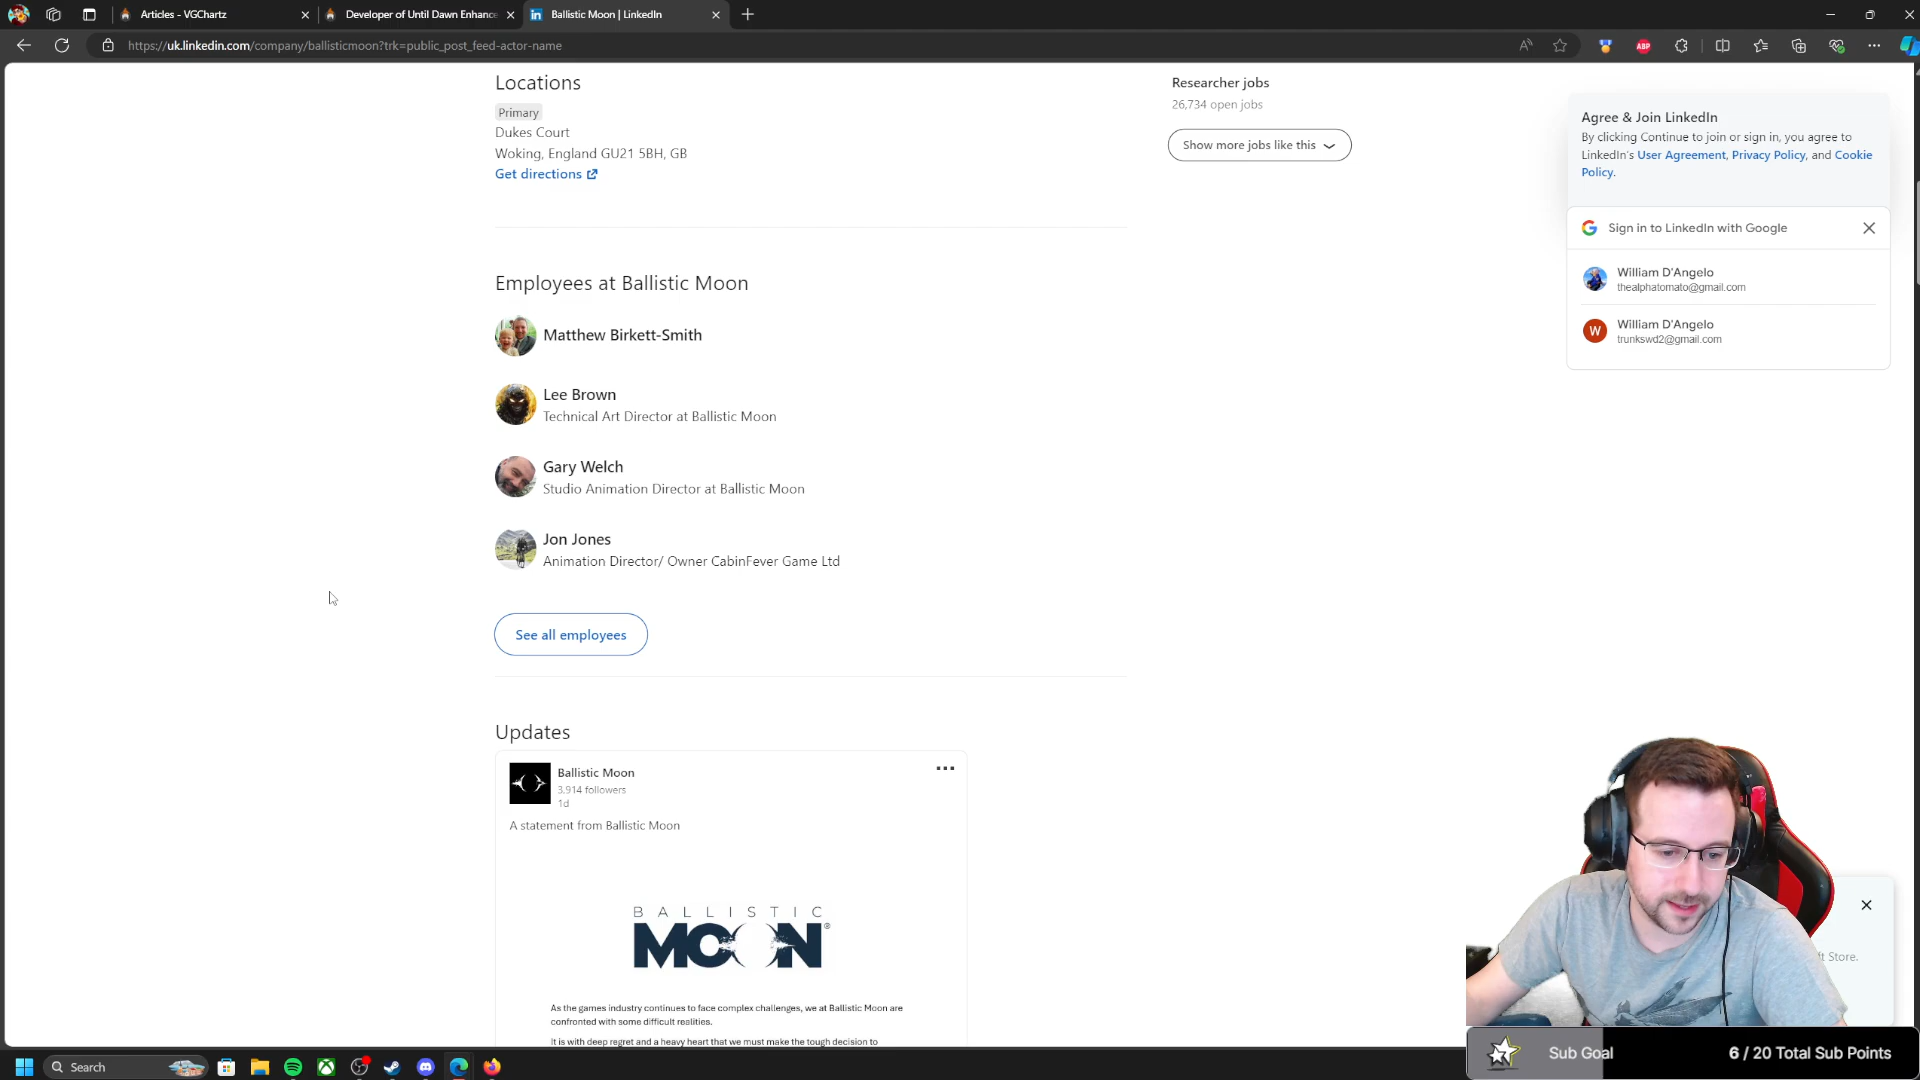 Articles - VGChartz
Developer of Until Dawn Enhance
Ballistic Moon | LinkedIn
https://uk.linkedin.com/company/ballisticmoon?trk=public_post_feed-actor-name
ABP
Locations
Primary
Dukes Court
Woking, England GU21 5BH, GB
Get directions
Researcher jobs
26,734 open jobs
Show more jobs like this
Agree & Join LinkedIn
By clicking Continue to join or sign in, you agree to
LinkedIn's User Agreement, Privacy Policy, and Cookie
Policy.
Sign in to LinkedIn with Google
William D'Angelo
thealphatomato@gmail.com
W
William D'Angelo
trunkswd2@gmail.com
Employees at Ballistic Moon
Matthew Birkett-Smith
Lee Brown
Technical Art Director at Ballistic Moon
Gary Welch
Studio Animation Director at Ballistic Moon
Jon Jones
Animation Director/ Owner CabinFever Game Ltd
See all employees
Updates
Ballistic Moon
3,914 followers
1d
A statement from Ballistic Moon
BALLISTIC
MOON
As the games industry continues to face complex challenges, we at Ballistic Moon are
confronted with some difficult realities.
It is with deep regret and a heavy heart that we must make the tough decision to
Store.
Search
Sub Goal
6 / 20 Total Sub Points